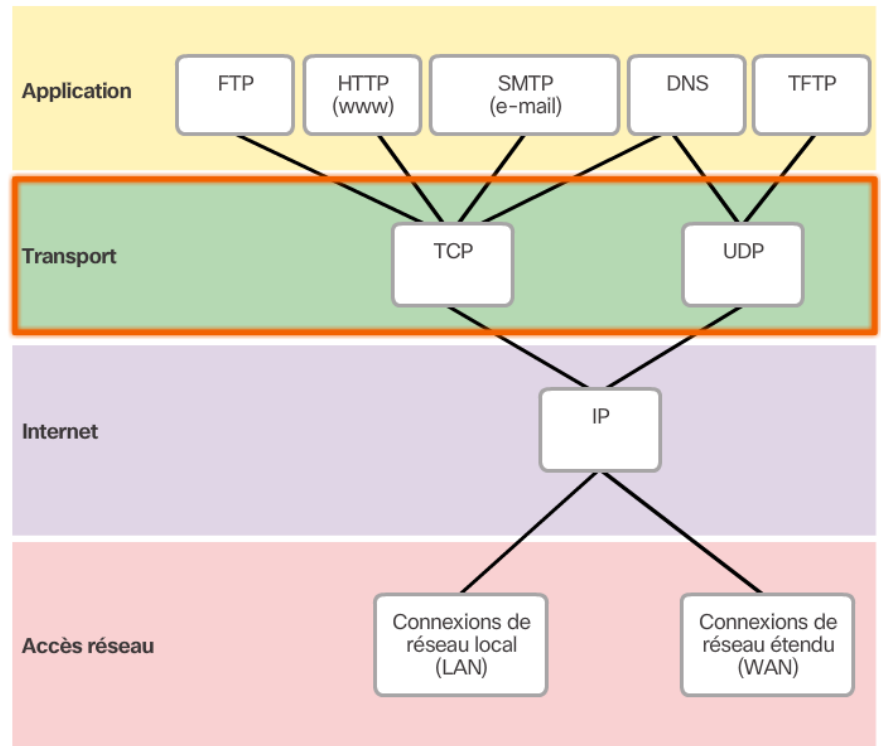 Application
FTP
HTTP
(www)
SMTP
(e-mail)
DNS
TFTP
Transport
TCP
UDP
Internet
IP
Accès réseau
Connexions de
réseau local
(LAN)
Connexions de
réseau étendu
(WAN)